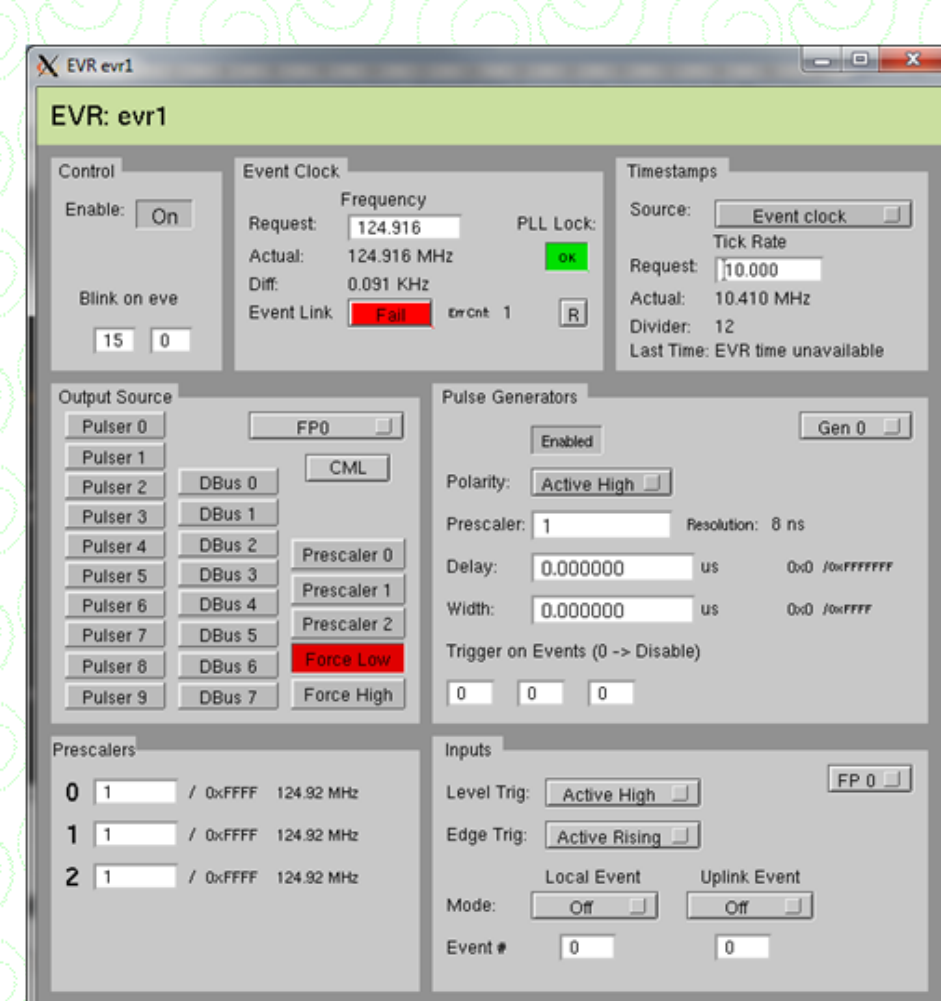 EVR evr1
EVR: evr1
Control
Enable: On
Blink on eve
15 0
Event Clock
Frequency
Request: 124.916 PLL Lock:
Actual: 124.916 MHz OK
Diff: 0.091 KHz
Event Link Fail Err Cnt 1 R
Timestamps
Source: Event clock
Tick Rate
Request: 10.000
Actual: 10.410 MHz
Divider: 12
Last Time: EVR time unavailable
Output Source
FP0
CML
Pulser 0
Pulser 1
Pulser 2
Pulser 3
Pulser 4
Pulser 5
Pulser 6
Pulser 7
Pulser 8
Pulser 9
DBus 0
DBus 1
DBus 2
DBus 3
DBus 4
DBus 5
DBus 6
DBus 7
Prescaler 0
Prescaler 1
Prescaler 2
Force Low
Force High
Pulse Generators
Enabled Gen 0
Polarity: Active High
Prescaler: 1 Resolution: 8 ns
Delay: 0.000000 us 0x0 /0xFFFFFFFF
Width: 0.000000 us 0x0 /0xFFFF
Trigger on Events (0 -> Disable)
0 0 0
Prescalers
0 1 / 0xFFFF 124.92 MHz
1 1 / 0xFFFF 124.92 MHz
2 1 / 0xFFFF 124.92 MHz
Inputs
FP 0
Level Trig: Active High
Edge Trig: Active Rising
Local Event Uplink Event
Mode: Off Off
Event # 0 0